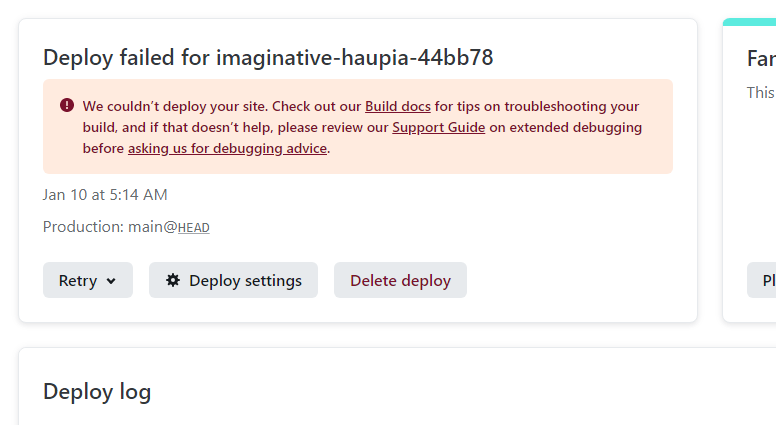 Deploy failed for imaginative-haupia-44bb78
We couldn’t deploy your site. Check out our Build docs for tips on troubleshooting your
build, and if that doesn’t help, please review our Support Guide on extended debugging
before asking us for debugging advice.
Jan 10 at 5:14 AM
Production: main@HEAD
Retry
Deploy settings
Delete deploy
This
Deploy log